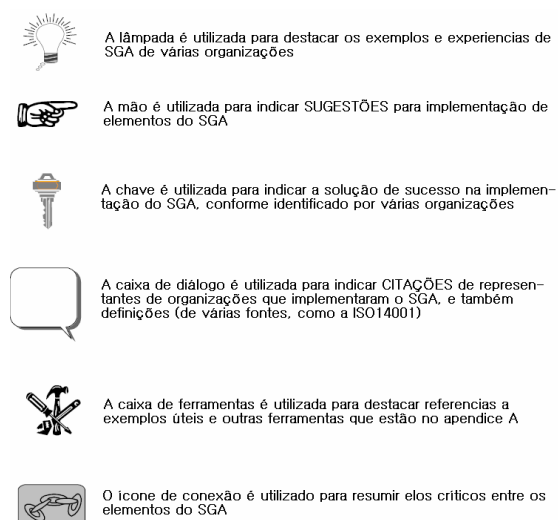 A lâmpada é utilizada para destacar os exemplos e experiencias de
SGA de várias organizações
A mão é utilizada para indicar SUGESTÕES para implementação de
elementos do SGA
A chave é utilizada para indicar a solução de sucesso na implemen-
tação do SGA, conforme identificado por várias organizações
A caixa de diálogo é utilizada para indicar CITAÇÕES de represen-
tantes de organizações que implementaram o SGA, e também
definições (de várias fontes, como a ISO14001)
A caixa de ferramentas é utilizada para destacar referencias a
exemplos úteis e outras ferramentas que estão no apendice A
O ícone de conexão é utilizado para resumir elos críticos entre os
elementos do SGA